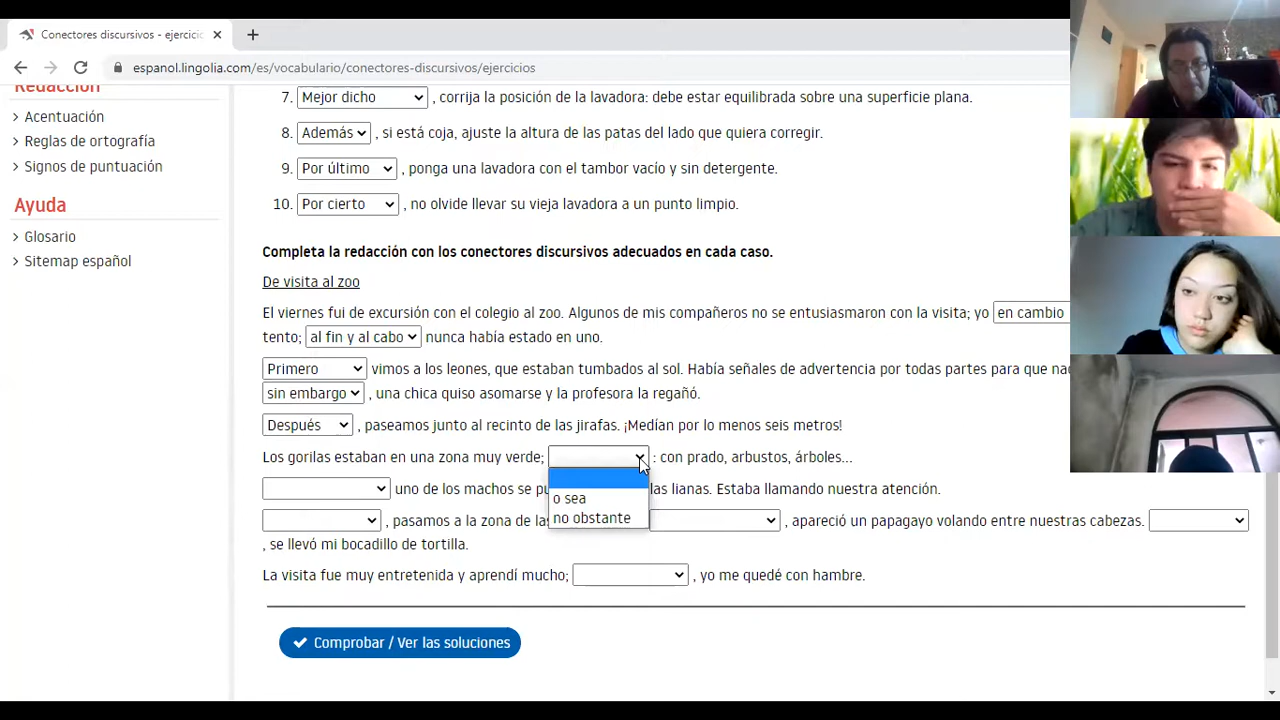 Conectores discursivos - ejercic
espanol.lingolia.com/es/vocabulario/conectores-discursivos/ejercicios
Redacción
Acentuación
Reglas de ortografía
Signos de puntuación
Ayuda
Glosario
Sitemap español
7. Mejor dicho , corrija la posición de la lavadora: debe estar equilibrada sobre una superficie plana.
8. Además , si está coja, ajuste la altura de las patas del lado que quiera corregir.
9. Por último , ponga una lavadora con el tambor vacío y sin detergente.
10. Por cierto , no olvide llevar su vieja lavadora a un punto limpio.
Completa la redacción con los conectores discursivos adecuados en cada caso.
De visita al zoo
El viernes fui de excursión con el colegio al zoo. Algunos de mis compañeros no se entusiasmaron con la visita; yo en cambio
tento; al fin y al cabo nunca había estado en uno.
Primero vimos a los leones, que estaban tumbados al sol. Había señales de advertencia por todas partes para que nad
sin embargo , una chica quiso asomarse y la profesora la regañó.
Después , paseamos junto al recinto de las jirafas. ¡Medían por lo menos seis metros!
Los gorilas estaban en una zona muy verde; : con prado, arbustos, árboles...
o sea
no obstante
uno de los machos se pu las lianas. Estaba llamando nuestra atención.
, pasamos a la zona de las , apareció un papagayo volando entre nuestras cabezas.
, se llevó mi bocadillo de tortilla.
La visita fue muy entretenida y aprendí mucho; , yo me quedé con hambre.
Comprobar / Ver las soluciones